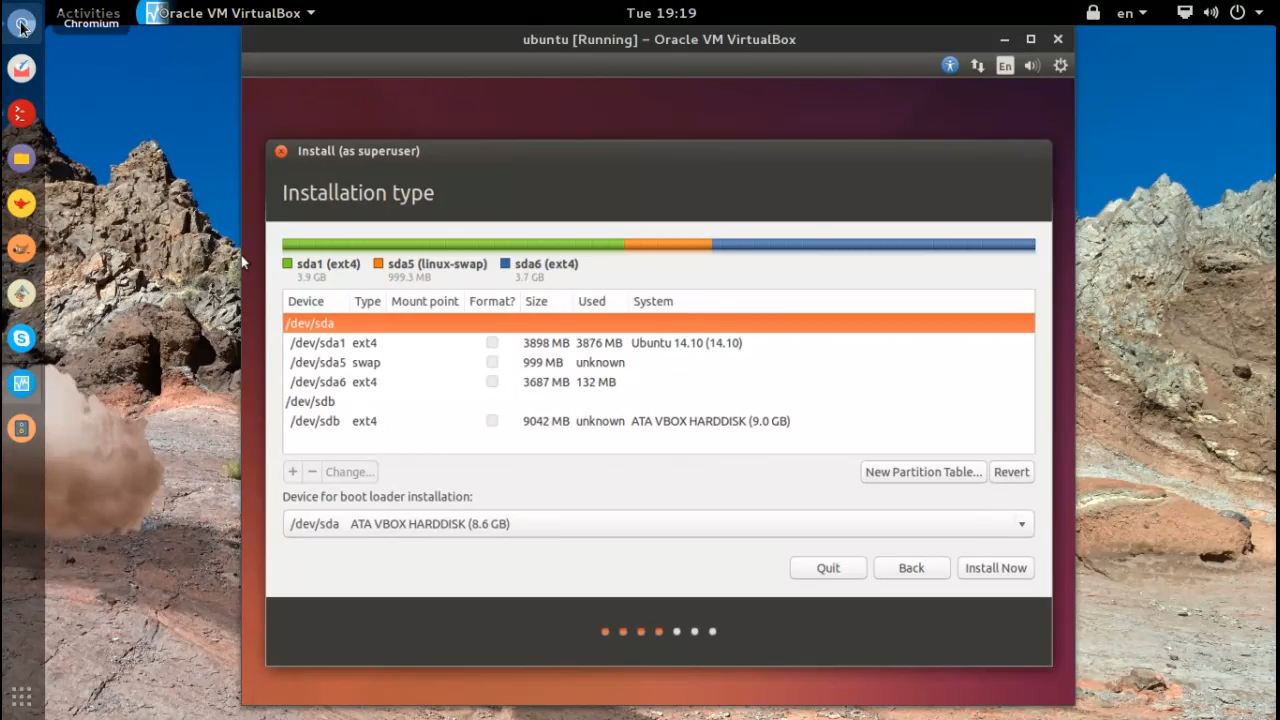 Activities Oracle VM VirtualBox Tue 19:19 en
Chromium
ubuntu [Running] – Oracle VM VirtualBox
En
Install (as superuser)
Installation type
sda1 (ext4) sda5 (linux-swap) sda6 (ext4)
3.9 GB 999.3 MB 3.7 GB
Device Type Mount point Format? Size Used System
/dev/sda
/dev/sda1 ext4 3898 MB 3876 MB Ubuntu 14.10 (14.10)
/dev/sda5 swap 999 MB unknown
/dev/sda6 ext4 3687 MB 132 MB
/dev/sdb
/dev/sdb ext4 9042 MB unknown ATA VBOX HARDDISK (9.0 GB)
+ − Change... New Partition Table... Revert
Device for boot loader installation:
/dev/sda ATA VBOX HARDDISK (8.6 GB)
Quit Back Install Now